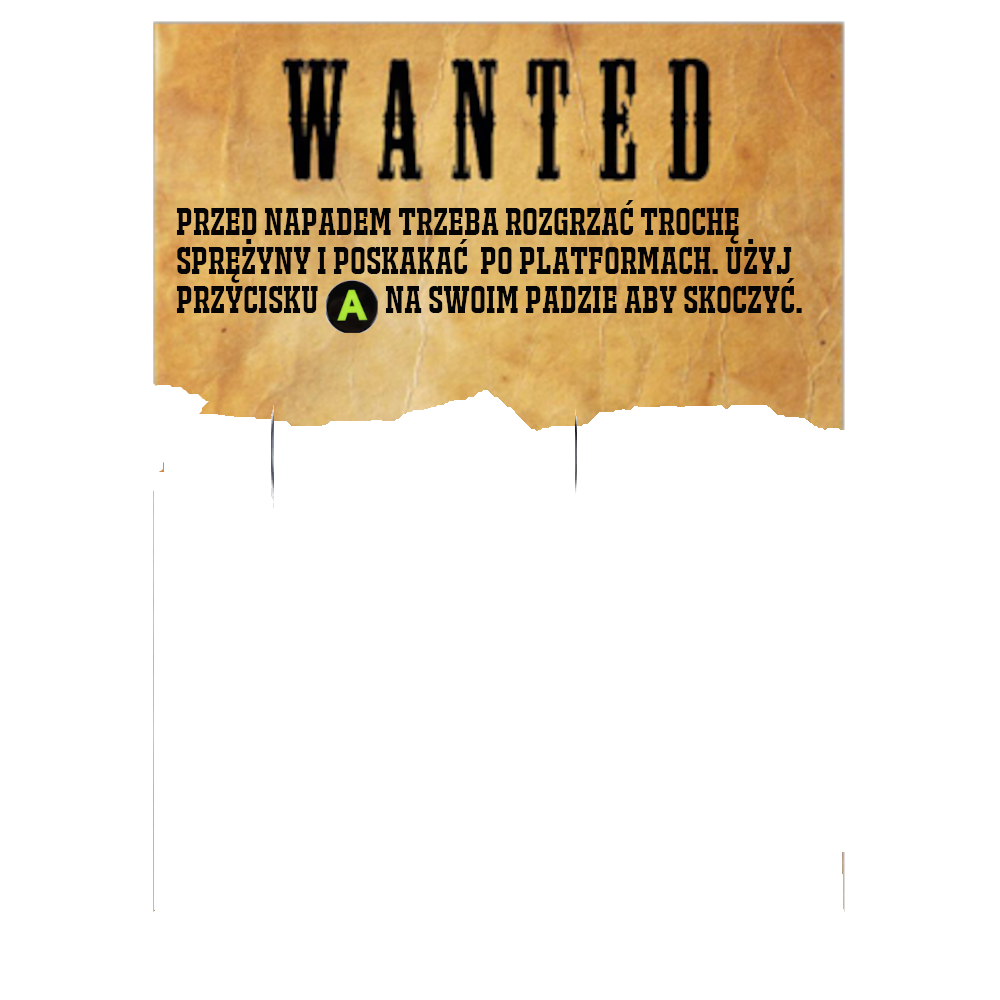 WANTED
PRZED NAPADEM TRZEBA ROZGRZAĆ TROCHĘ
SPRĘŻYNY I POSKAKAĆ PO PLATFORMACH. UŻYJ
PRZYCISKU A NA SWOIM PADZIE ABY SKOCZYĆ.